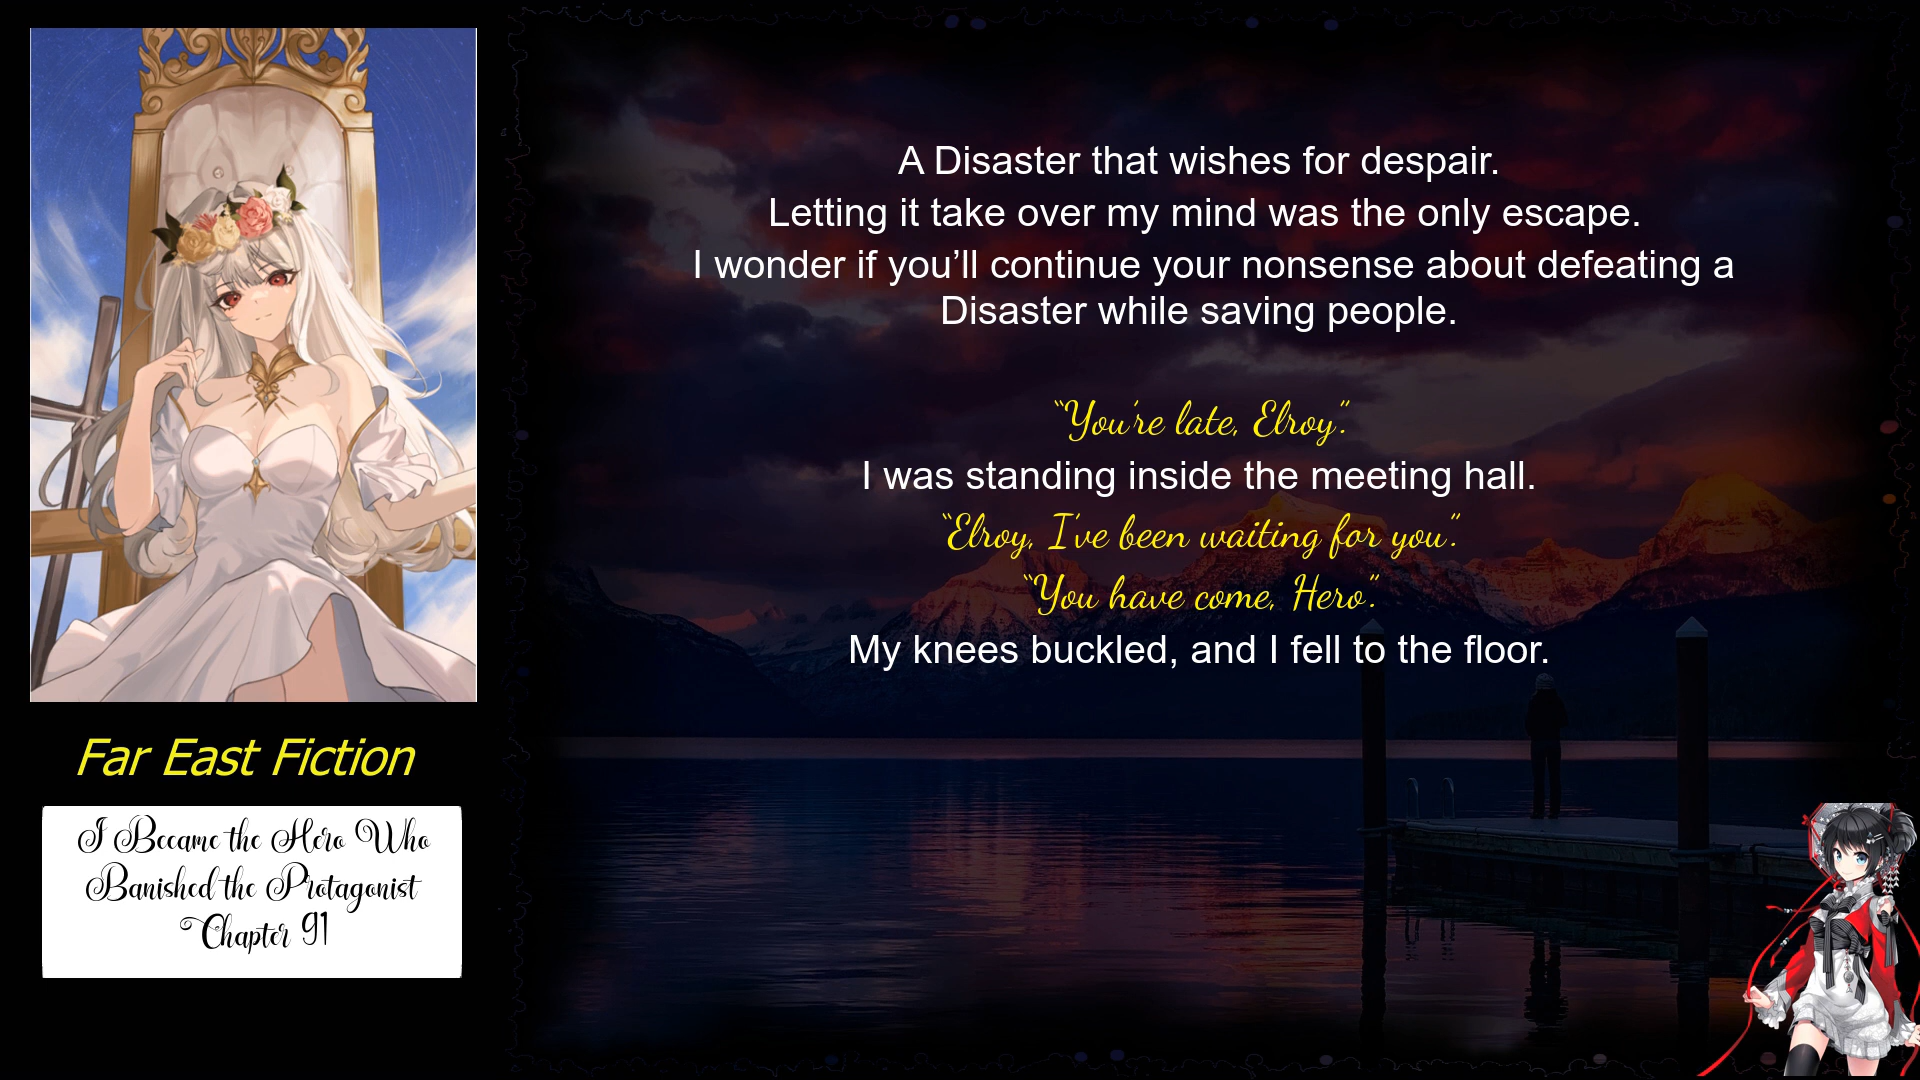 A Disaster that wishes for despair.
Letting it take over my mind was the only escape.
I wonder if you’ll continue your nonsense about defeating a
Disaster while saving people.
“You’re late, Elroy”.
I was standing inside the meeting hall.
“Elroy, I’ve been waiting for you”.
“You have come, Hero”.
My knees buckled, and I fell to the floor.
Far East Fiction
I Became the Hero Who
Banished the Protagonist
Chapter 91